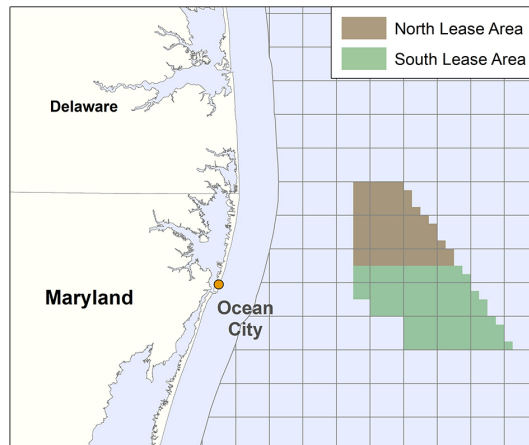 North Lease Area
South Lease Area
Delaware
Maryland
Ocean
City